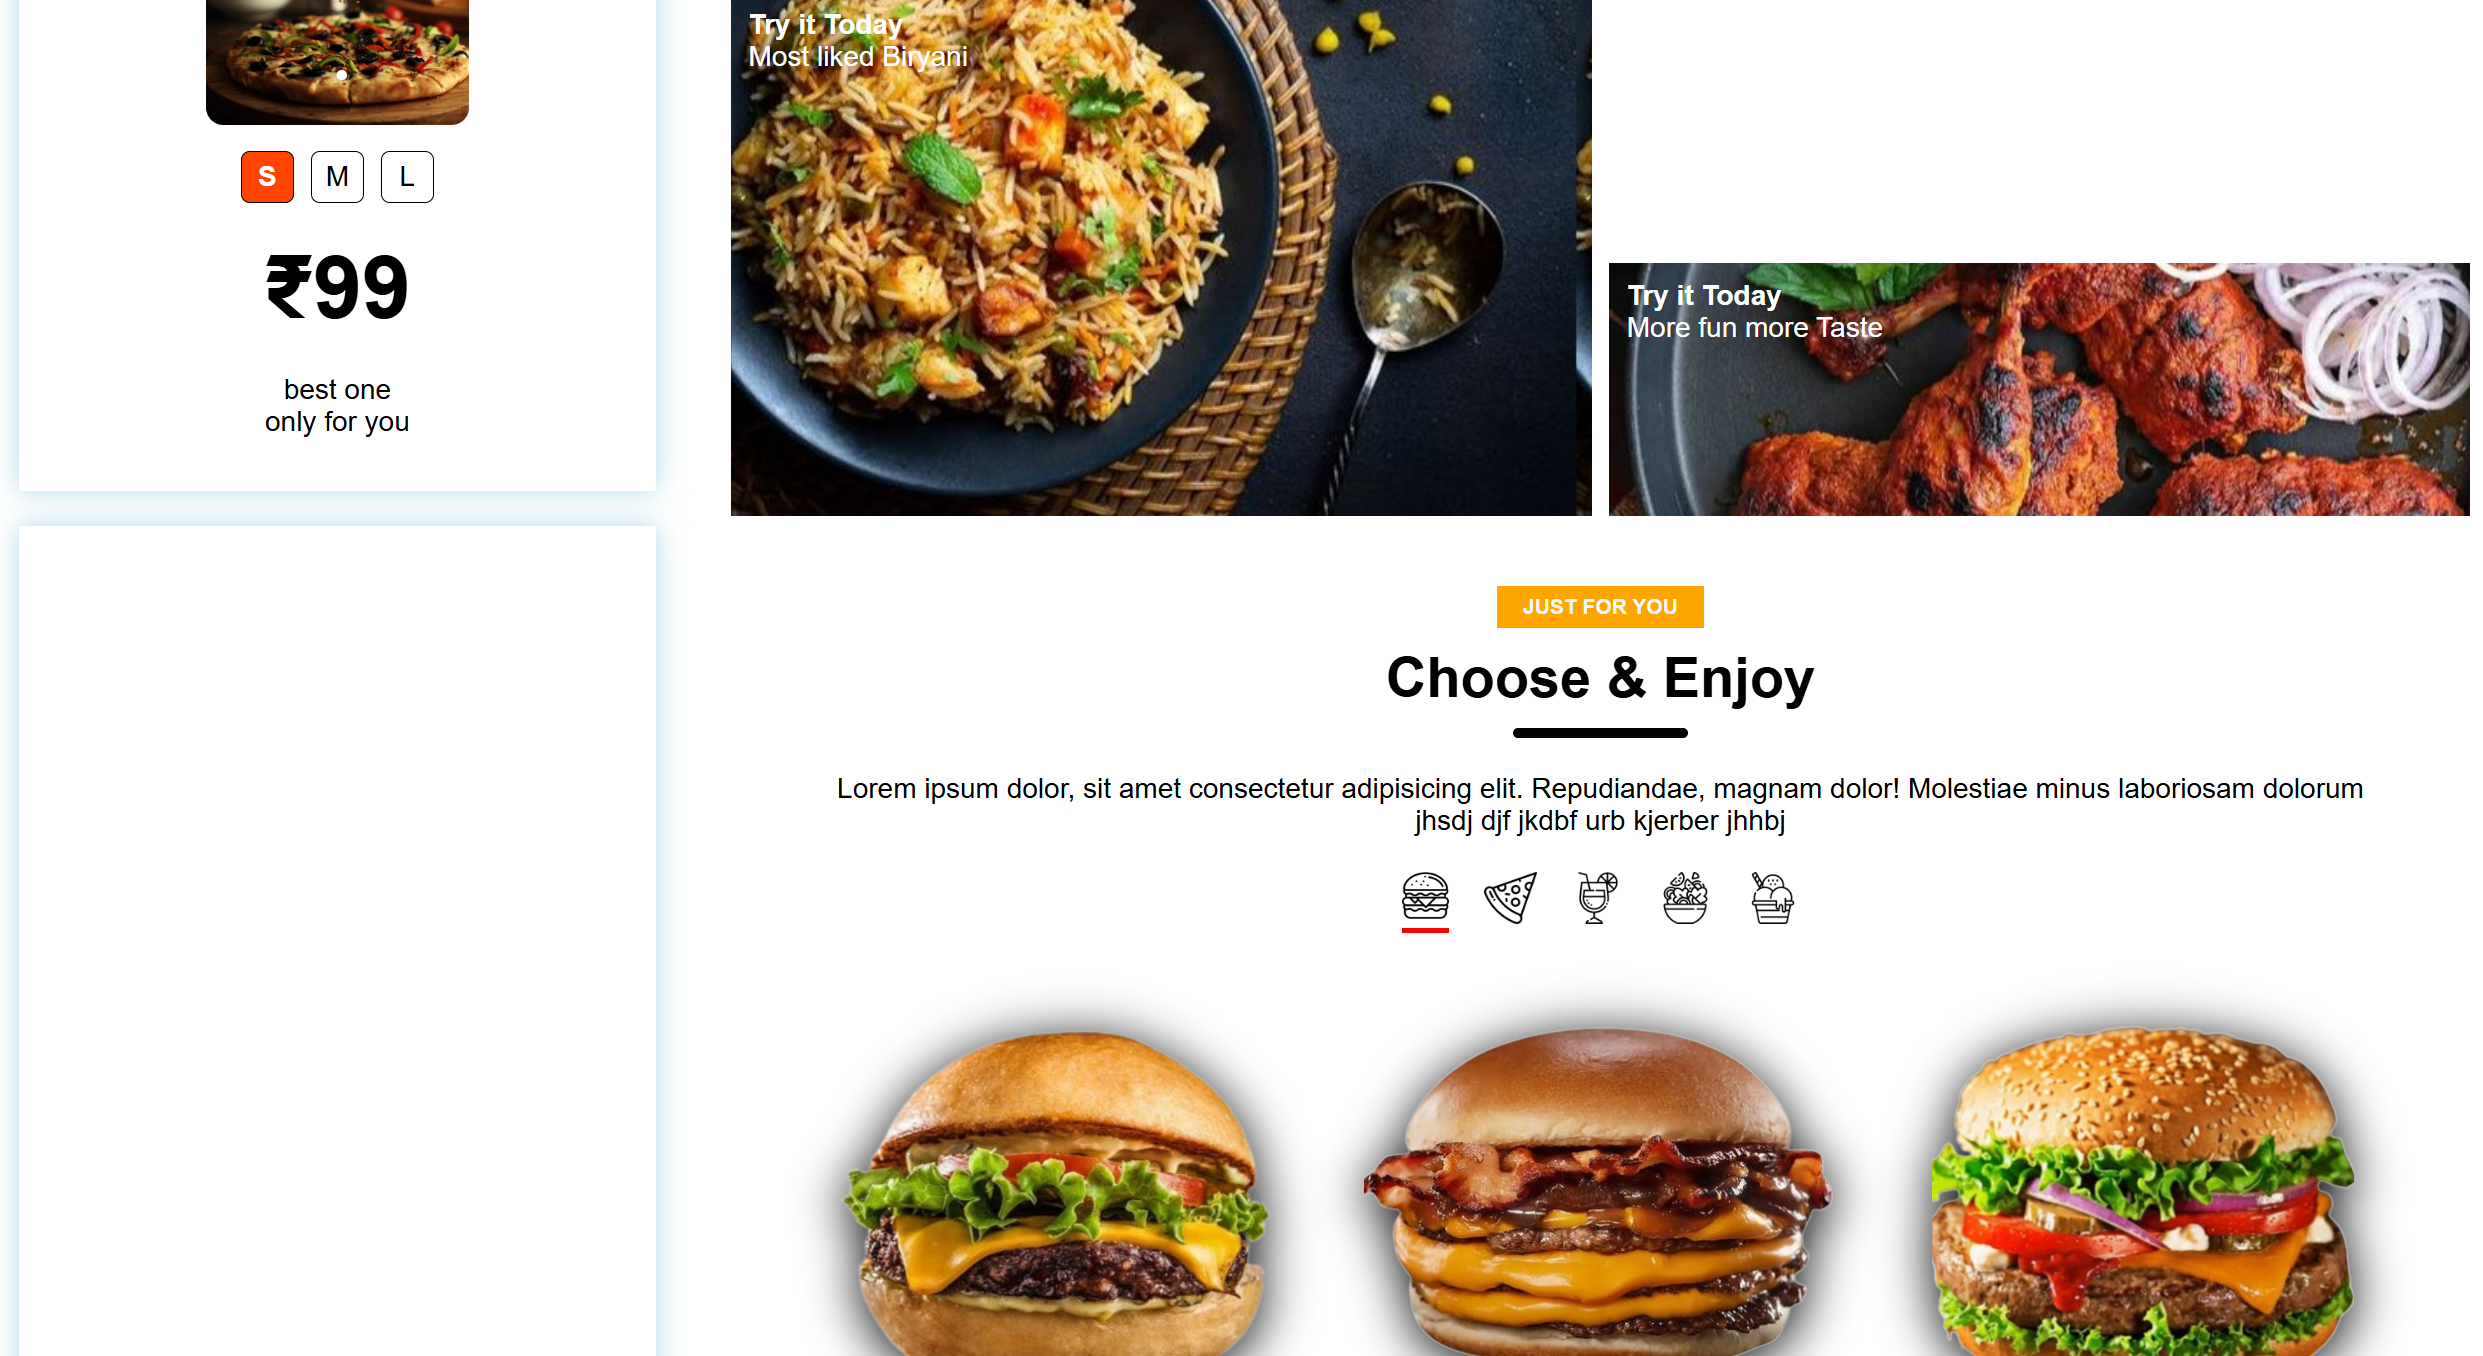 S M L
₹99
best one
only for you
Try it Today
Most liked Biryani
Try it Today
More fun more Taste
JUST FOR YOU
Choose & Enjoy
Lorem ipsum dolor, sit amet consectetur adipisicing elit. Repudiandae, magnam dolor! Molestiae minus laboriosam dolorum
jhsdj djf jkdbf urb kjerber jhhbj